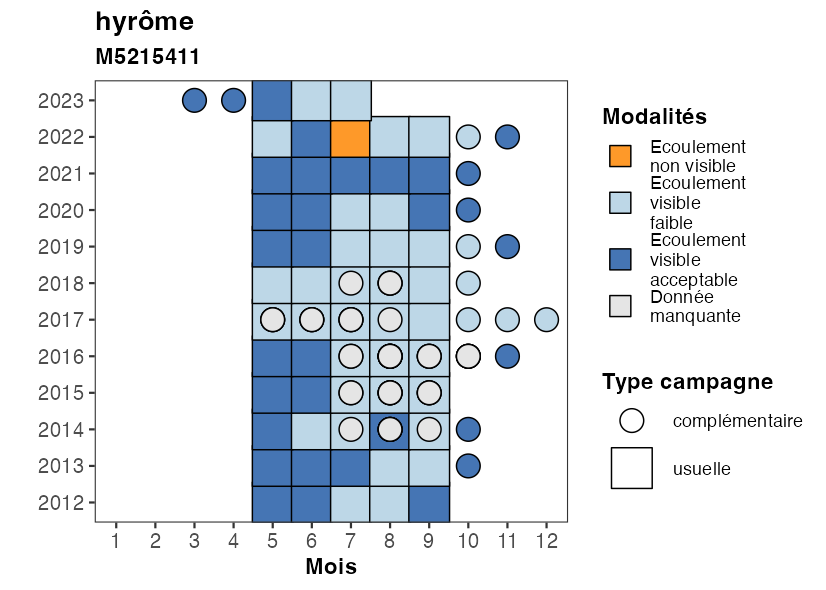 hyrôme
M5215411
2023
2022
2021
2020
2019
2018
2017
2016
2015
2014
2013
2012
1 2 3 4 5 6 7 8 9 10 11 12
Mois
Modalités
Ecoulement
non visible
Ecoulement
visible
faible
Ecoulement
visible
acceptable
Donnée
manquante
Type campagne
complémentaire
usuelle